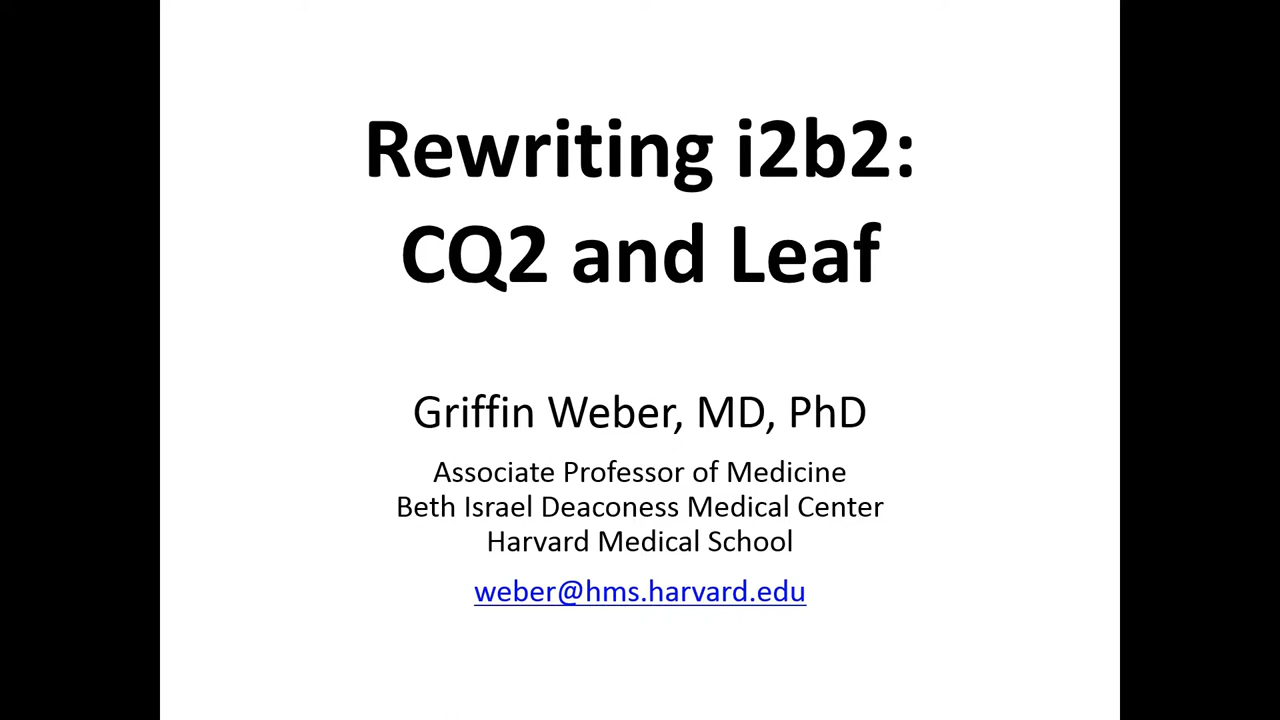 Rewriting i2b2:
CQ2 and Leaf
Griffin Weber, MD, PhD
Associate Professor of Medicine
Beth Israel Deaconess Medical Center
Harvard Medical School
weber@hms.harvard.edu